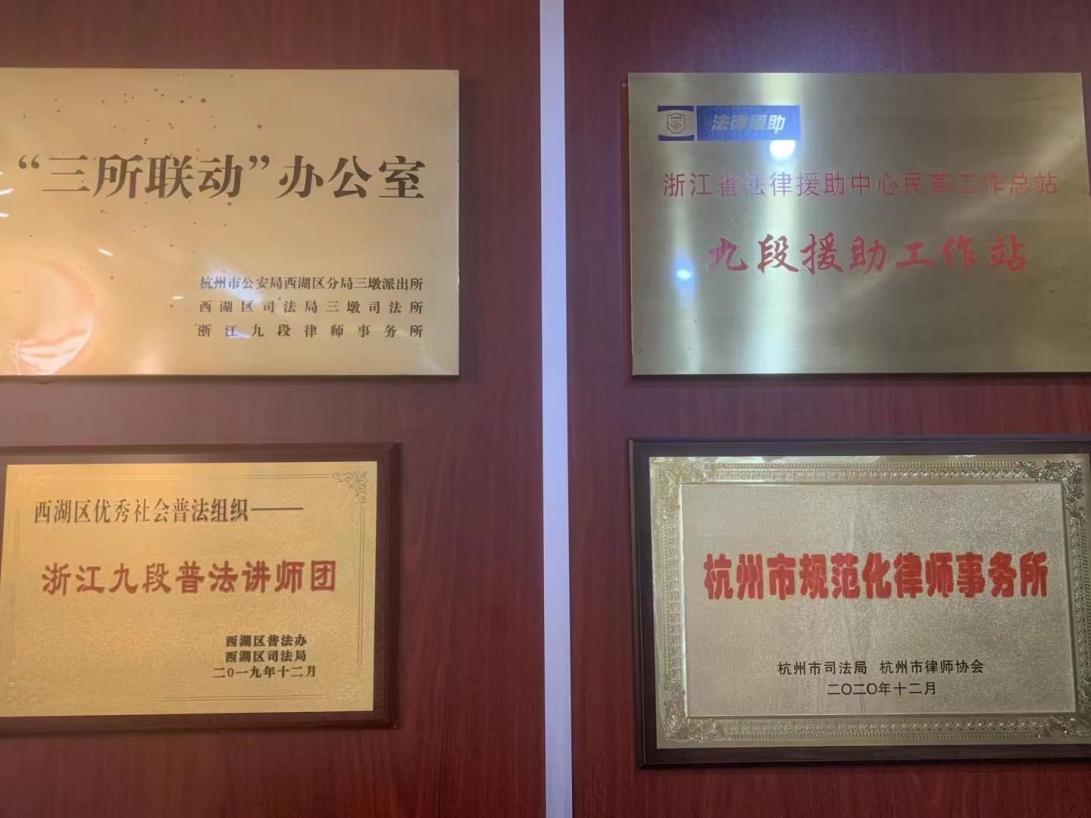 “三所联动”办公室
杭州市公安局西湖区分局三墩派出所
西湖区司法局三墩司法所
浙江九段律师事务所
法律援助
浙江省法律援助中心民革工作总站
九段援助工作站
西湖区优秀社会普法组织——
浙江九段普法讲师团
西湖区普法办
西湖区司法局
二〇一九年十二月
杭州市规范化律师事务所
杭州市司法局 杭州市律师协会
二〇二〇年十二月